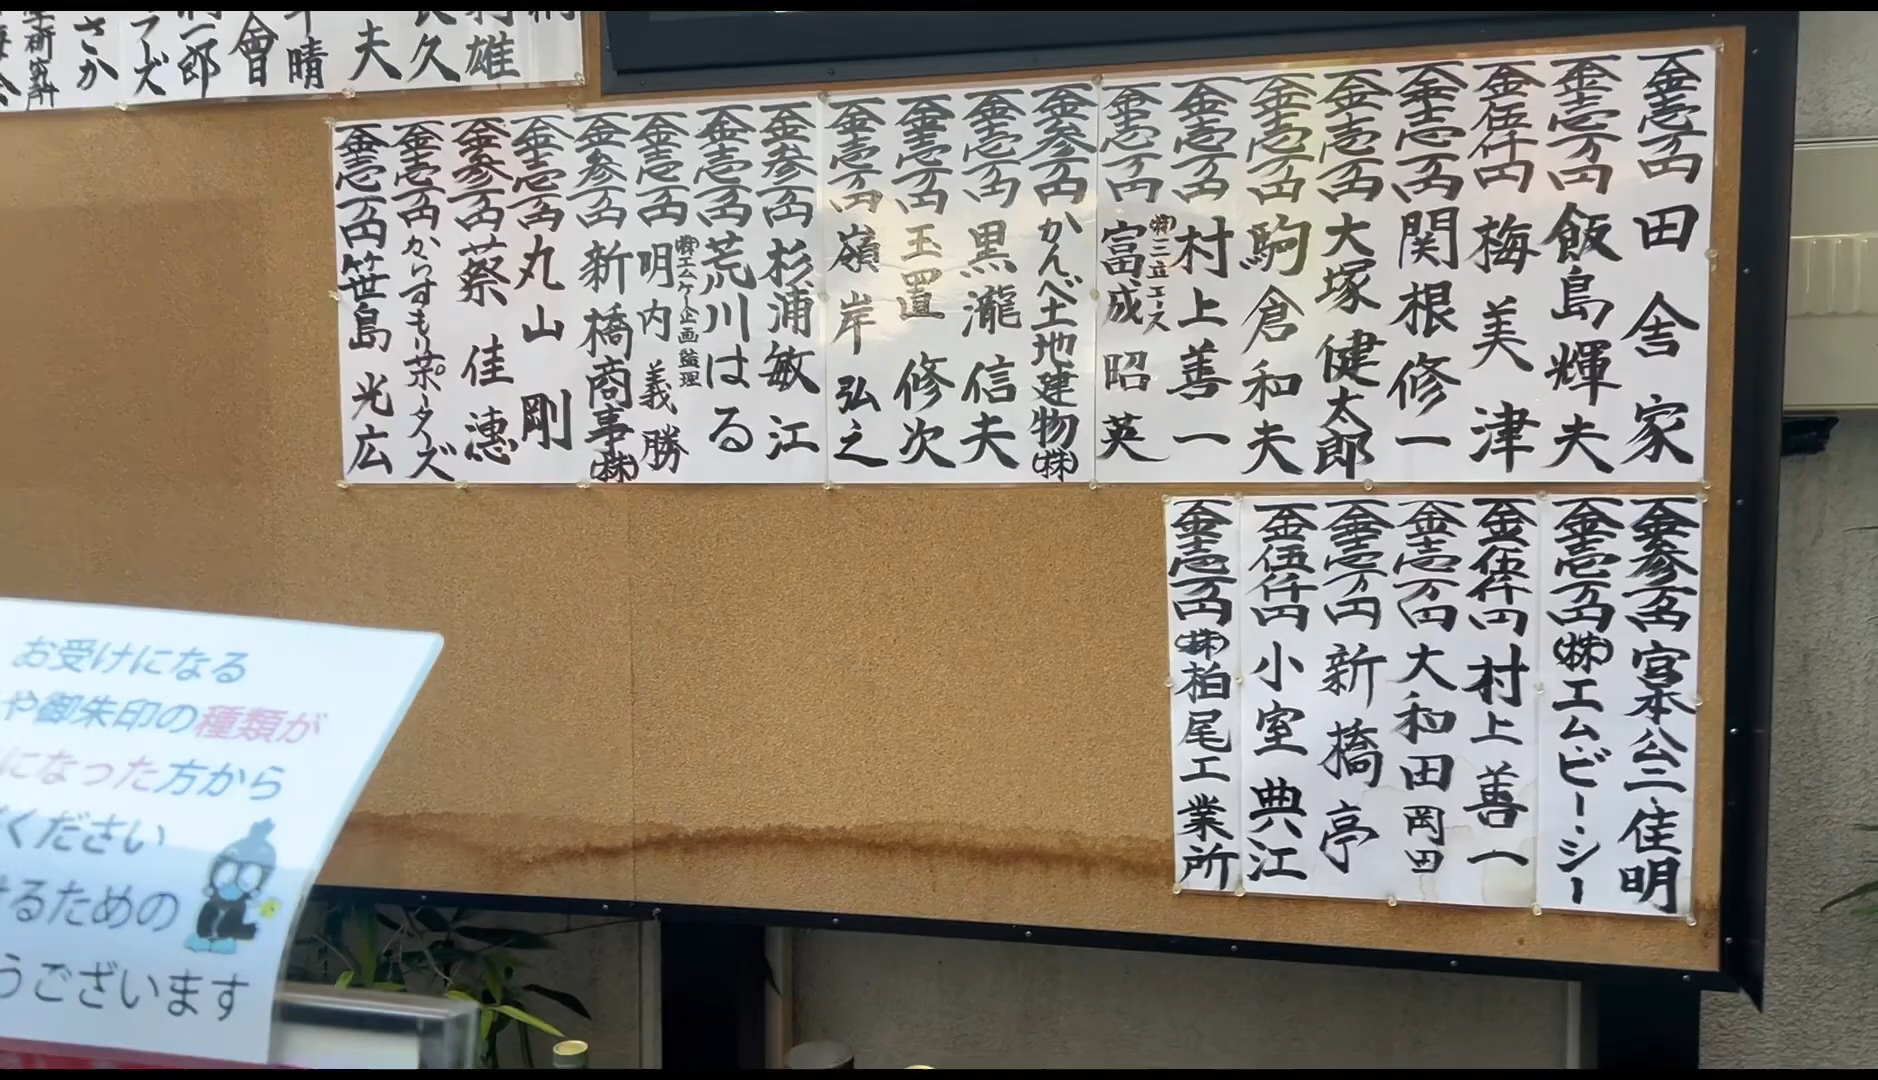 金壱万円 田舎家
金壱万円 飯島輝夫
金伍仟円 梅美津
金壱万円 関根修一
金壱万円 大塚健太郎
金壱万円 駒倉和夫
金壱万円 村上善一
金壱万円 ㈱二立エース 富成昭英
金参万円 かんべ土地建物㈱
金壱万円 黒瀧信夫
金壱万円 玉置修次
金壱万円 嶺岸弘之
金参万円 杉浦敏江
金壱万円 荒川はる
金壱万円 ㈱エムケー企画監理 明内義勝
金参万円 新橋商事㈱
金壱万円 丸山剛
金参万円 蔡佳憓
金壱万円 からすもりサポーターズ
金壱万円 笹島光広
金参万円 宮本公三・佳明
金壱万円 ㈱エムビーシー
金伍仟円 村上善一
金壱万円 大和田 岡田
金壱万円 新橋亭
金伍仟円 小室典江
金壱万円 ㈱柏尾工業所
お受けになる
や御朱印の種類が
になった方から
ください
けるための
うございます